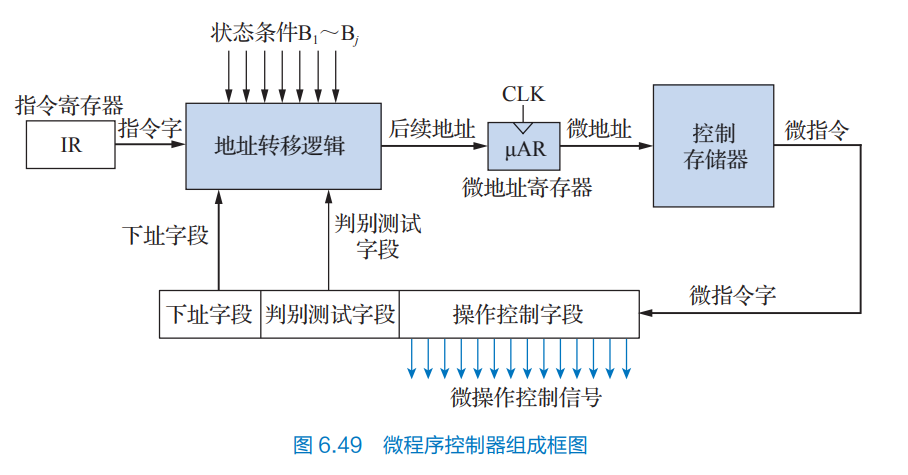 状态条件B1～Bj
指令寄存器
IR
指令字
地址转移逻辑
后续地址
CLK
μAR
微地址寄存器
微地址
控制
存储器
微指令
下址字段
判别测试
字段
微指令字
下址字段
判别测试字段
操作控制字段
微操作控制信号
图 6.49 微程序控制器组成框图